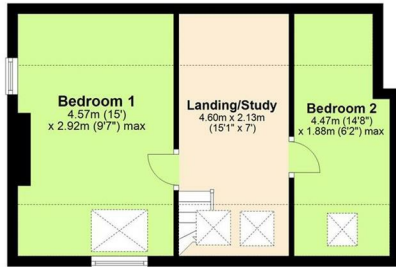 Bedroom 1
4.57m (15')
x 2.92m (9'7") max
Landing/Study
4.60m x 2.13m
(15'1" x 7')
Bedroom 2
4.47m (14'8")
x 1.88m (6'2") max